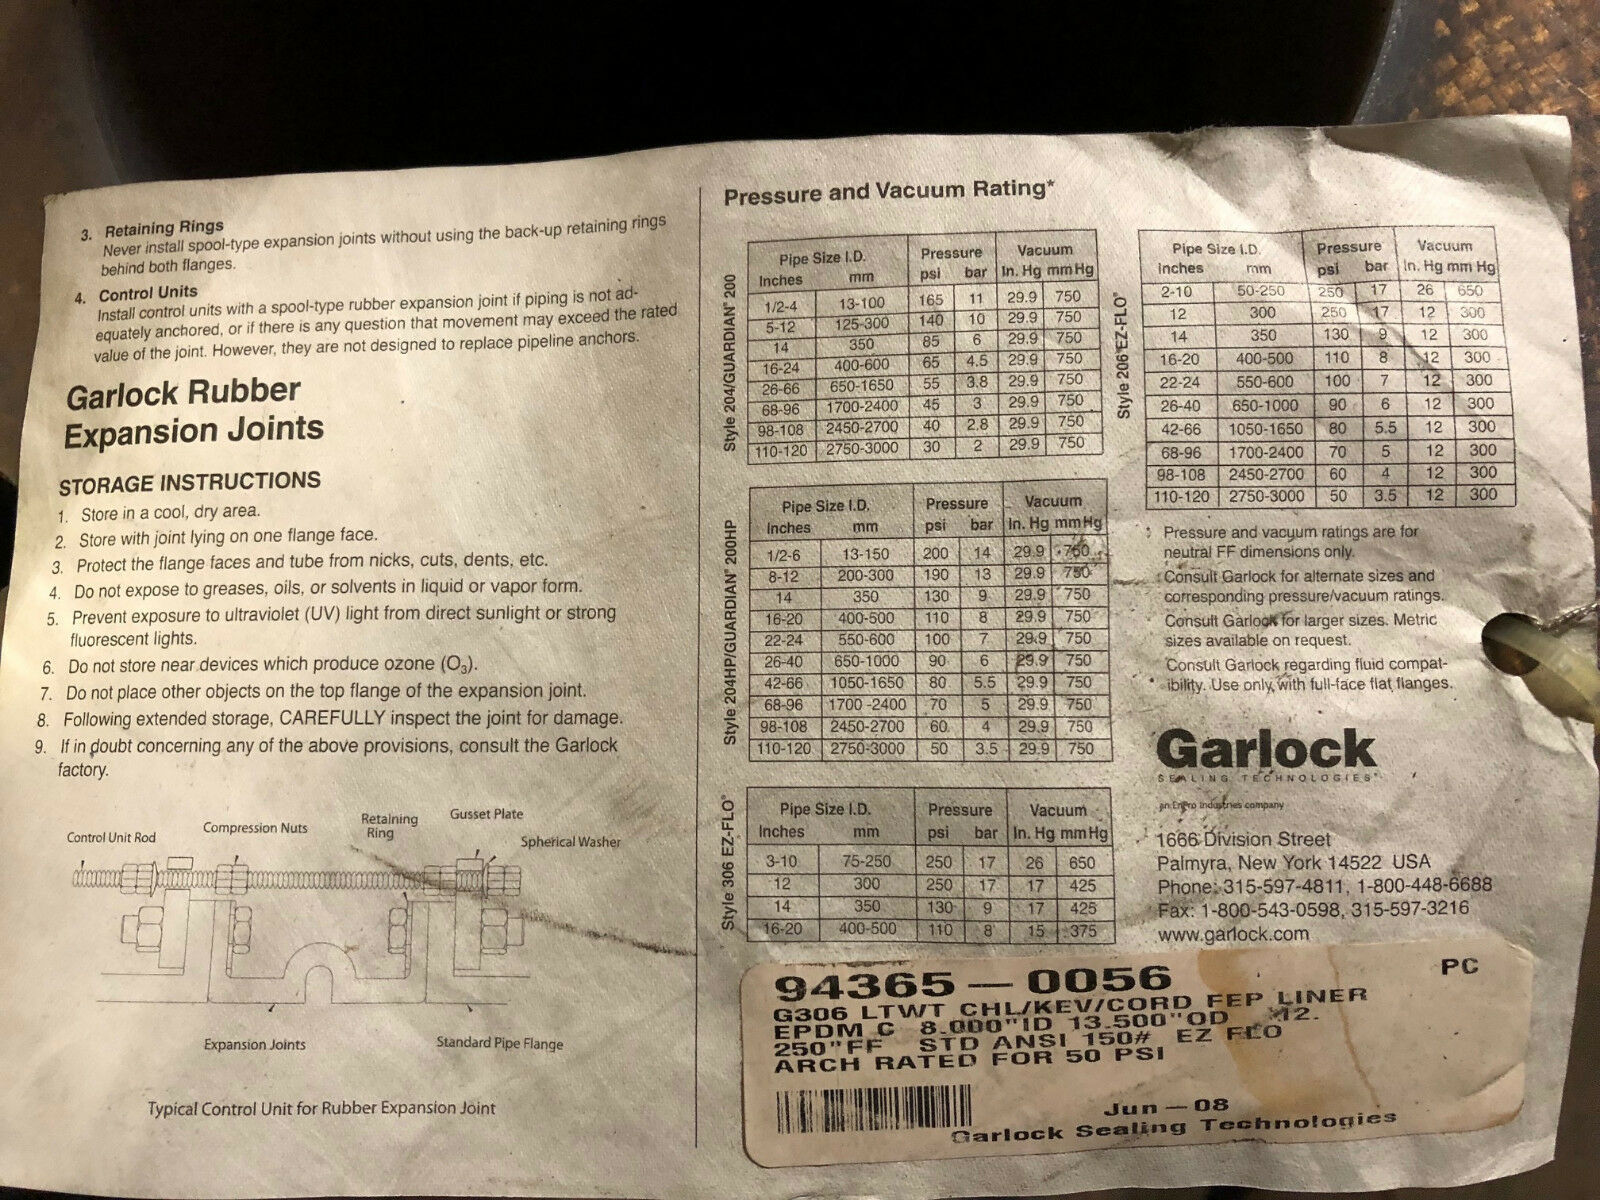 3. Retaining Rings
Never install spool-type expansion joints without using the back-up retaining rings
behind both flanges.
4. Control Units
Install control units with a spool-type rubber expansion joint if piping is not ad-
equately anchored, or if there is any question that movement may exceed the rated
value of the joint. However, they are not designed to replace pipeline anchors.
Garlock Rubber
Expansion Joints
STORAGE INSTRUCTIONS
1. Store in a cool, dry area.
2. Store with joint lying on one flange face.
3. Protect the flange faces and tube from nicks, cuts, dents, etc.
4. Do not expose to greases, oils, or solvents in liquid or vapor form.
5. Prevent exposure to ultraviolet (UV) light from direct sunlight or strong
fluorescent lights.
6. Do not store near devices which produce ozone (O₃).
7. Do not place other objects on the top flange of the expansion joint.
8. Following extended storage, CAREFULLY inspect the joint for damage.
9. If in doubt concerning any of the above provisions, consult the Garlock
factory.
Control Unit Rod
Compression Nuts
Retaining
Ring
Gusset Plate
Spherical Washer
Expansion Joints
Standard Pipe Flange
Typical Control Unit for Rubber Expansion Joint
Pressure and Vacuum Rating*
Style 204/GUARDIAN® 200
Pipe Size I.D. Pressure Vacuum
Inches mm psi bar In. Hg mmHg
1/2-4 13-100 165 11 29.9 750
5-12 125-300 140 10 29.9 750
14 350 85 6 29.9 750
16-24 400-600 65 4.5 29.9 750
26-66 650-1650 55 3.8 29.9 750
68-96 1700-2400 45 3 29.9 750
98-108 2450-2700 40 2.8 29.9 750
110-120 2750-3000 30 2 29.9 750
Style 204HP/GUARDIAN® 200HP
Pipe Size I.D. Pressure Vacuum
Inches mm psi bar In. Hg mmHg
1/2-6 13-150 200 14 29.9 750
8-12 200-300 190 13 29.9 750
14 350 130 9 29.9 750
16-20 400-500 110 8 29.9 750
22-24 550-600 100 7 29.9 750
26-40 650-1000 90 6 29.9 750
42-66 1050-1650 80 5.5 29.9 750
68-96 1700-2400 70 5 29.9 750
98-108 2450-2700 60 4 29.9 750
110-120 2750-3000 50 3.5 29.9 750
Style 306 EZ-FLO®
Pipe Size I.D. Pressure Vacuum
Inches mm psi bar In. Hg mmHg
3-10 75-250 250 17 26 650
12 300 250 17 17 425
14 350 130 9 17 425
16-20 400-500 110 8 15 375
Style 206 EZ-FLO®
Pipe Size I.D. Pressure Vacuum
Inches mm psi bar In. Hg mm Hg
2-10 50-250 250 17 26 650
12 300 250 17 12 300
14 350 130 9 12 300
16-20 400-500 110 8 12 300
22-24 550-600 100 7 12 300
26-40 650-1000 90 6 12 300
42-66 1050-1650 80 5.5 12 300
68-96 1700-2400 70 5 12 300
98-108 2450-2700 60 4 12 300
110-120 2750-3000 50 3.5 12 300
* Pressure and vacuum ratings are for
neutral FF dimensions only.
Consult Garlock for alternate sizes and
corresponding pressure/vacuum ratings.
Consult Garlock for larger sizes. Metric
sizes available on request.
Consult Garlock regarding fluid compat-
ibility. Use only with full-face flat flanges.
Garlock
SEALING TECHNOLOGIES®
an EnPro Industries company
1666 Division Street
Palmyra, New York 14522 USA
Phone: 315-597-4811, 1-800-448-6688
Fax: 1-800-543-0598, 315-597-3216
www.garlock.com
94365-0056 PC
G306 LTWT CHL/KEV/CORD FEP LINER
EPDM C 8.000"ID 13.500"OD 12.
250"FF STD ANSI 150# EZ FLO
ARCH RATED FOR 50 PSI
Jun-08
Garlock Sealing Technologies